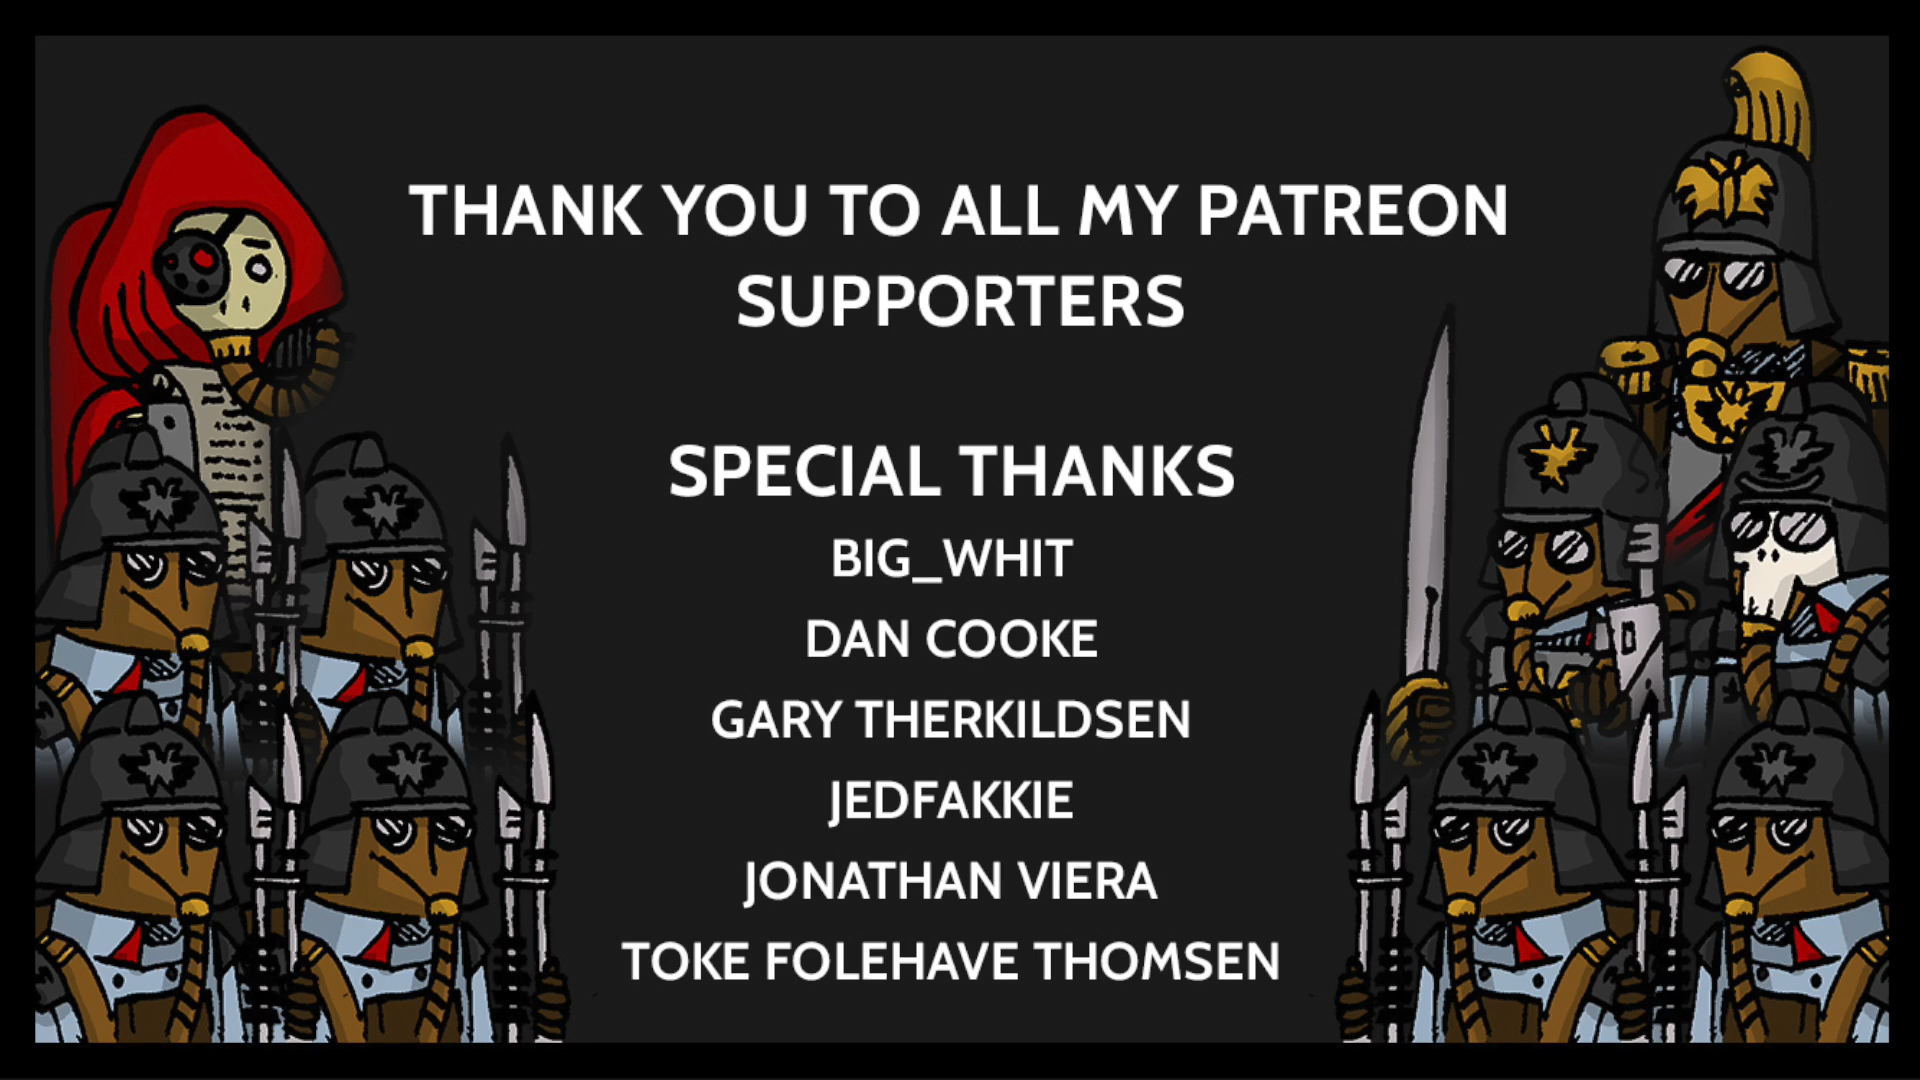 THANK YOU TO ALL MY PATREON
SUPPORTERS
SPECIAL THANKS
BIG_WHIT
DAN COOKE
GARY THERKILDSEN
JEDFAKKIE
JONATHAN VIERA
TOKE FOLEHAVE THOMSEN